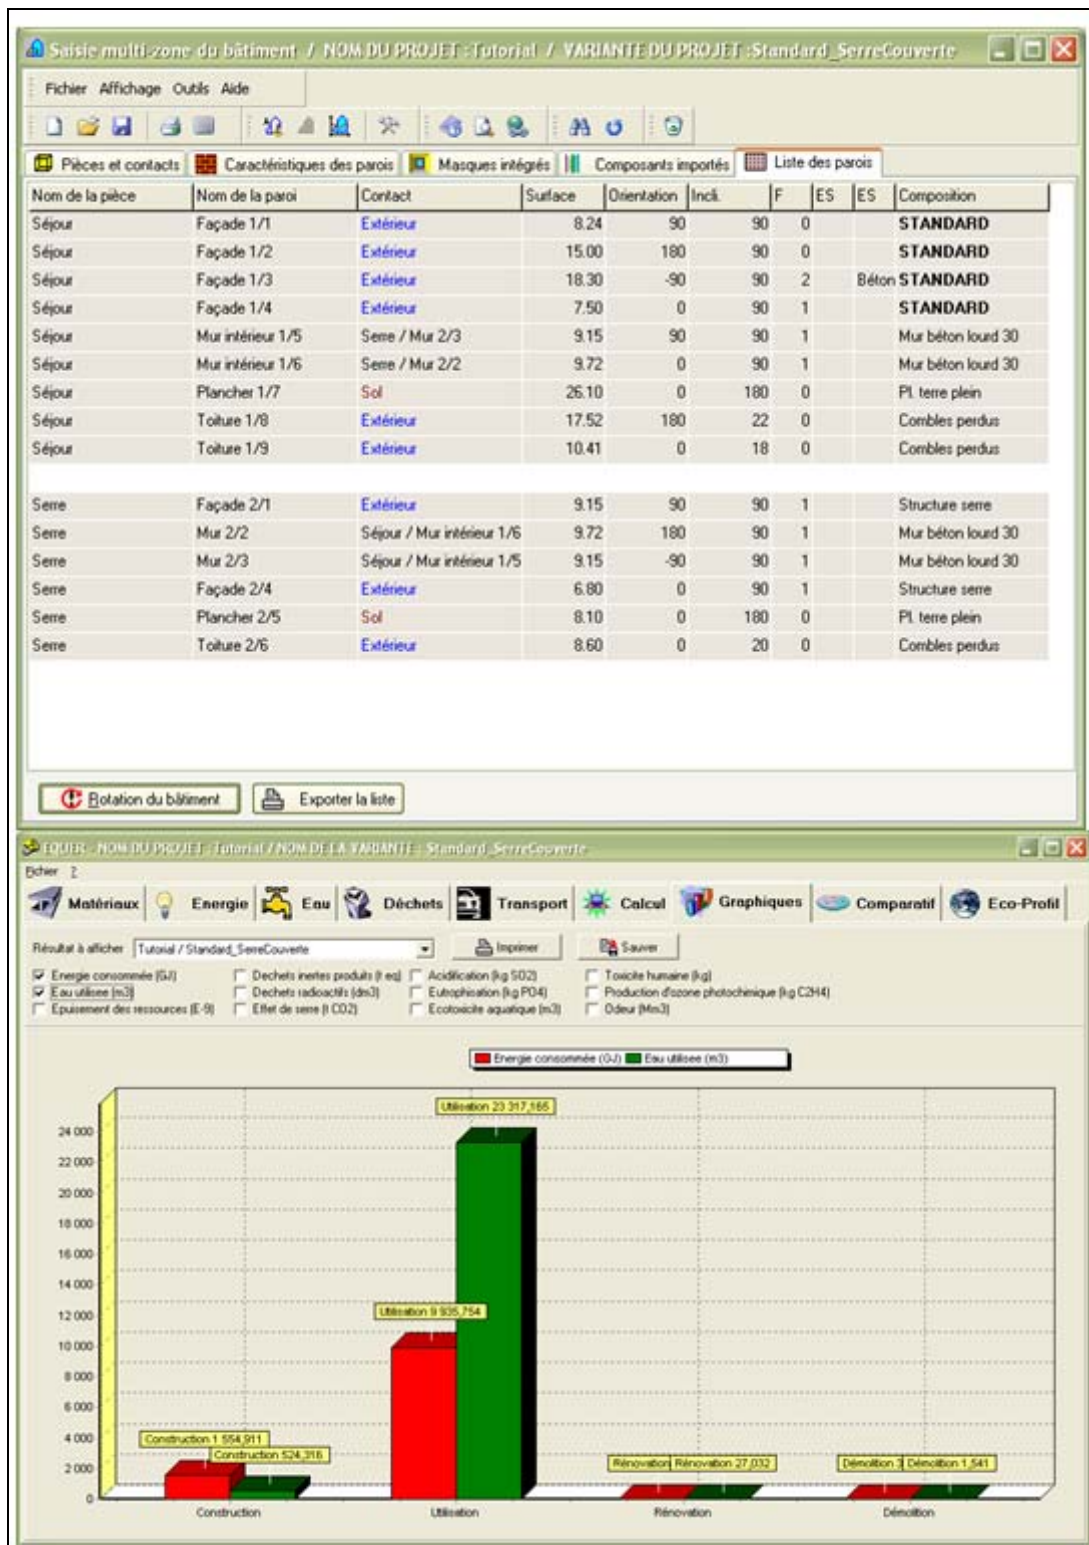 Saisie multi-zone du bâtiment / NOM DU PROJET :Tutorial / VARIANTE DU PROJET :Standard_SerreCouverte
Fichier Affichage Outils Aide
Pièces et contacts Caractéristiques des parois Masques intégrés Composants importés Liste des parois
Nom de la pièce Nom de la paroi Contact Surface Orientation Incli. F ES ES Composition
Séjour Façade 1/1 Extérieur 8.24 90 90 0 STANDARD
Séjour Façade 1/2 Extérieur 15.00 180 90 0 STANDARD
Séjour Façade 1/3 Extérieur 18.30 -90 90 2 Béton STANDARD
Séjour Façade 1/4 Extérieur 7.50 0 90 1 STANDARD
Séjour Mur intérieur 1/5 Serre / Mur 2/3 9.15 90 90 1 Mur béton lourd 30
Séjour Mur intérieur 1/6 Serre / Mur 2/2 9.72 0 90 1 Mur béton lourd 30
Séjour Plancher 1/7 Sol 26.10 0 180 0 Pl. terre plein
Séjour Toiture 1/8 Extérieur 17.52 180 22 0 Combles perdus
Séjour Toiture 1/9 Extérieur 10.41 0 18 0 Combles perdus
Serre Façade 2/1 Extérieur 9.15 90 90 1 Structure serre
Serre Mur 2/2 Séjour / Mur intérieur 1/6 9.72 180 90 1 Mur béton lourd 30
Serre Mur 2/3 Séjour / Mur intérieur 1/5 9.15 -90 90 1 Mur béton lourd 30
Serre Façade 2/4 Extérieur 6.80 0 90 1 Structure serre
Serre Plancher 2/5 Sol 8.10 0 180 0 Pl. terre plein
Serre Toiture 2/6 Extérieur 8.60 0 20 0 Combles perdus
Rotation du bâtiment Exporter la liste
EQUER - NOM DU PROJET : Tutorial / NOM DE LA VARIANTE : Standard_SerreCouverte
Fichier ?
Matériaux Energie Eau Déchets Transport Calcul Graphiques Comparatif Eco-Profil
Résultat à afficher Tutorial / Standard_SerreCouverte Imprimer Sauver
Energie consommée (GJ) Dechets inertes produits (t eq) Acidification (kg SO2) Toxicite humaine (kg)
Eau utilisee (m3) Dechets radioactifs (dm3) Eutrophisation (kg PO4) Production d'ozone photochimique (kg C2H4)
Epuisement des ressources (E-9) Effet de serre (t CO2) Ecotoxicite aquatique (m3) Odeur (Mm3)
Energie consommée (GJ) Eau utilisee (m3)
Utilisation 23 317,165
24 000
22 000
20 000
18 000
16 000
14 000
Utilisation 9 935,754
12 000
10 000
8 000
6 000
4 000
Construction 1 554,911
Construction 524,316
Rénovation Rénovation 27,032 Démolition 3 Démolition 1,541
2 000
0
Construction Utilisation Rénovation Démolition